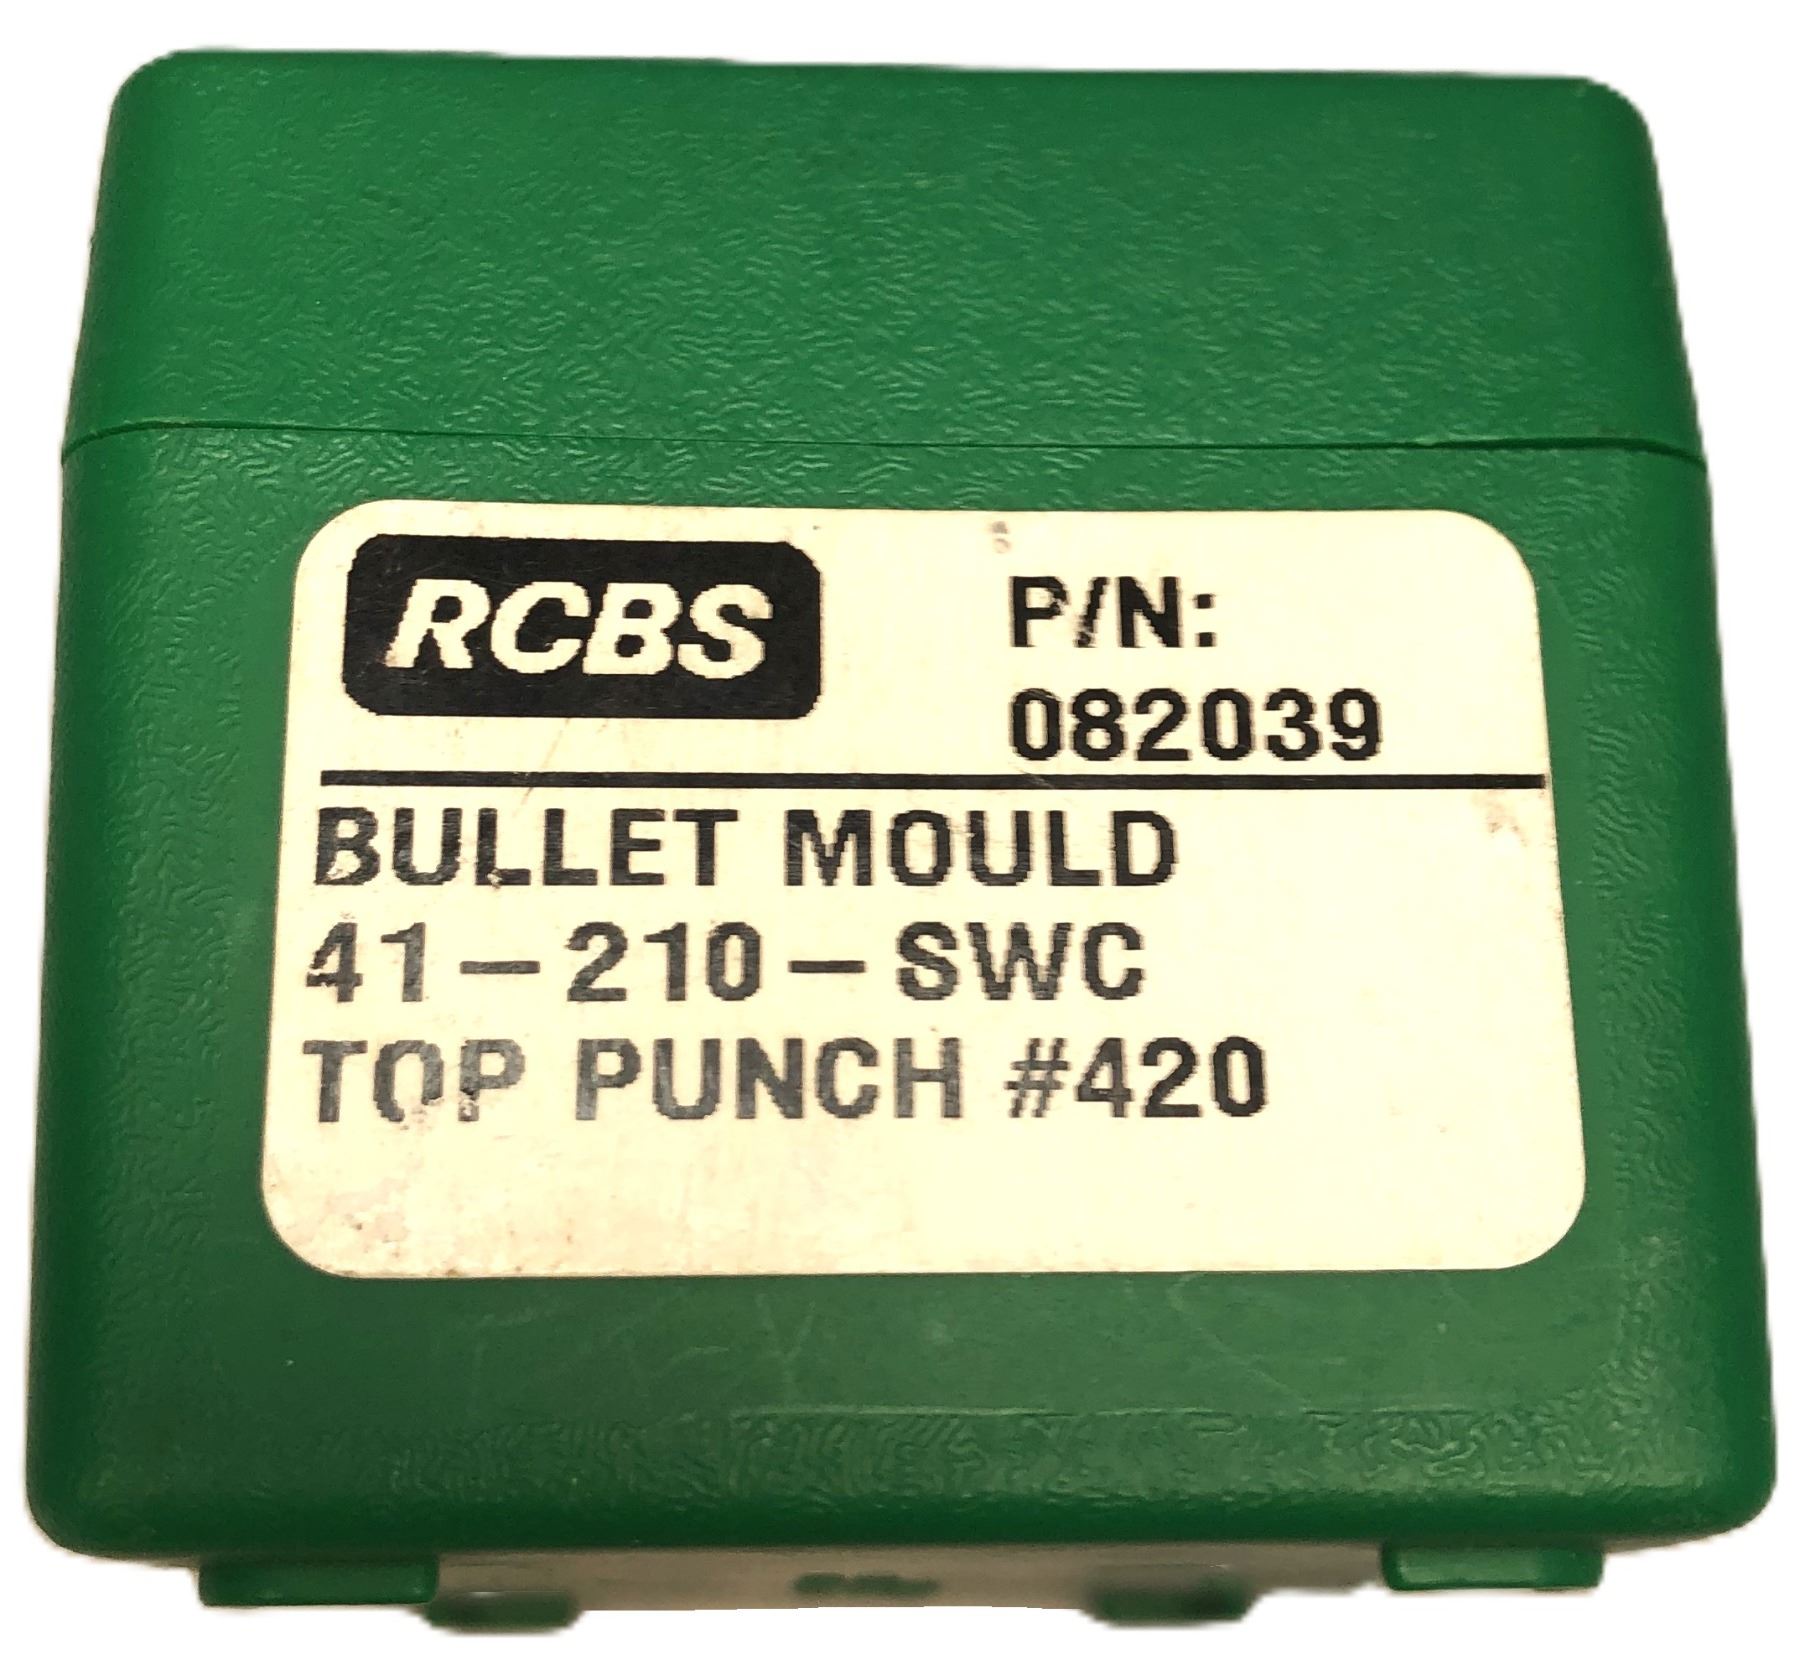 RCBS
P/N:
082039
BULLET MOULD
41-210-SWC
TOP PUNCH #420